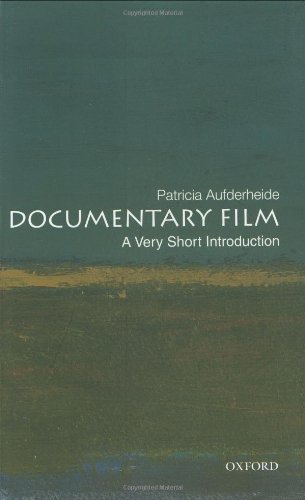 Patricia Aufderheide
DOCUMENTARY FILM
A Very Short Introduction
OXFORD